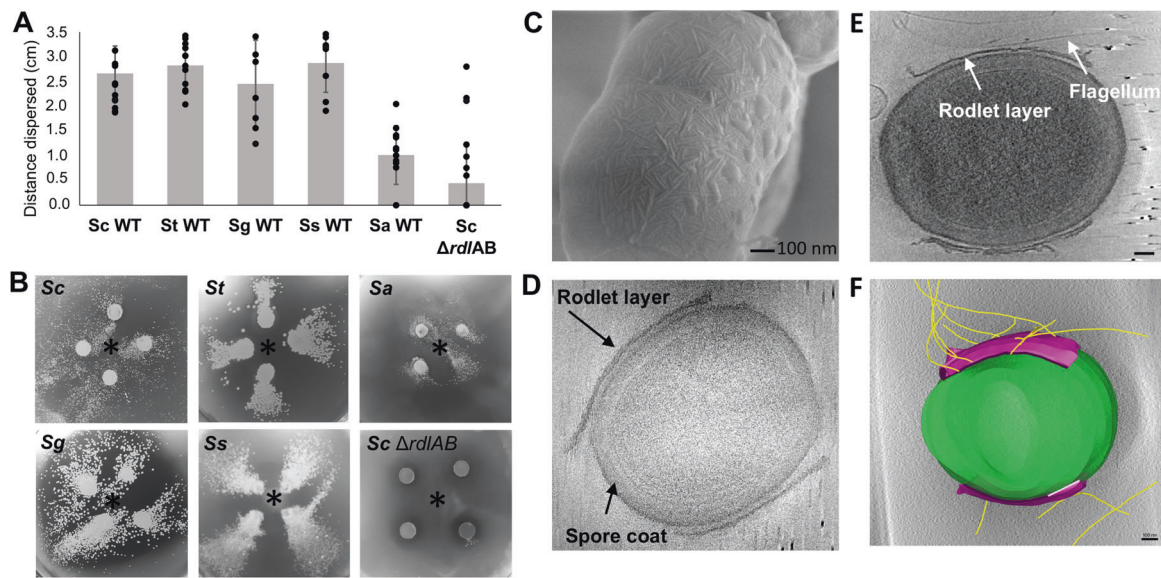 A
Distance dispersed (cm)
3.5
3.0
2.5
2.0
1.5
1.0
0.5
0.0
Sc WT St WT Sg WT Ss WT Sa WT Sc
ΔrdlAB
B
Sc St Sa
* * *
Sg Ss Sc ΔrdlAB
* * *
C
100 nm
D
Rodlet layer
Spore coat
E
Rodlet layer
Flagellum
F
100 nm